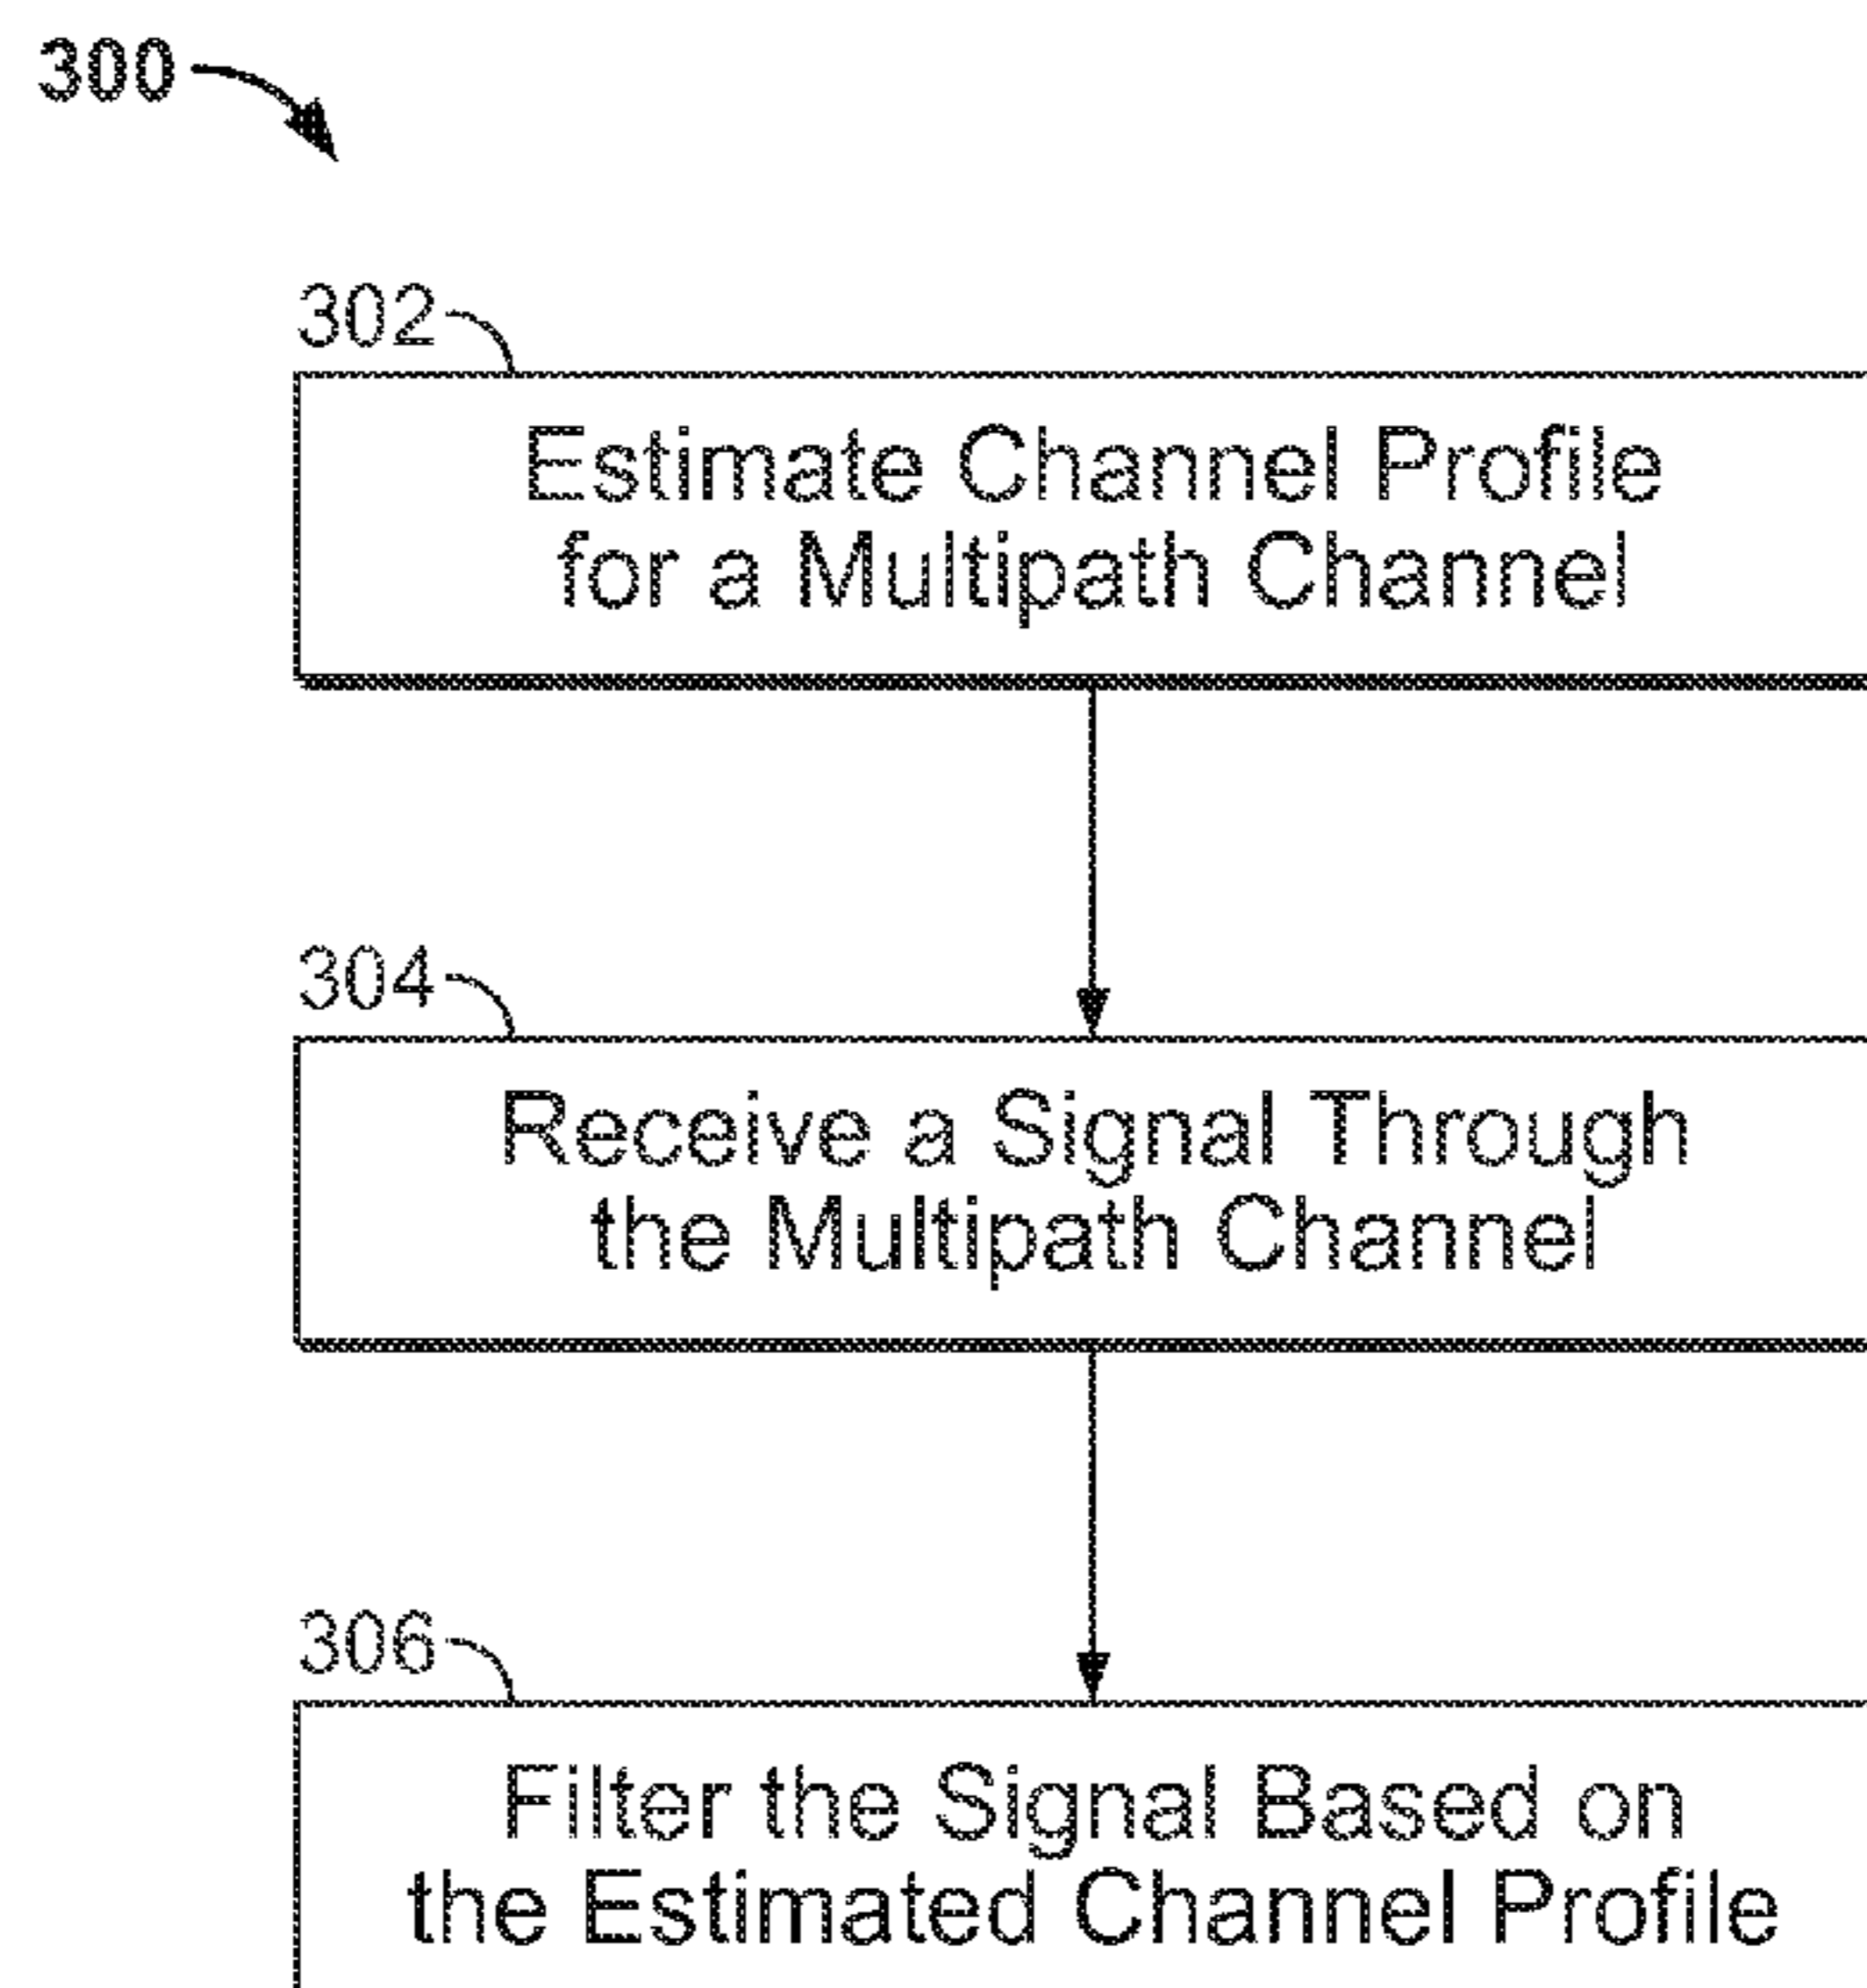 300
302
Estimate Channel Profile
for a Multipath Channel
304
Receive a Signal Through
the Multipath Channel
306
Filter the Signal Based on
the Estimated Channel Profile